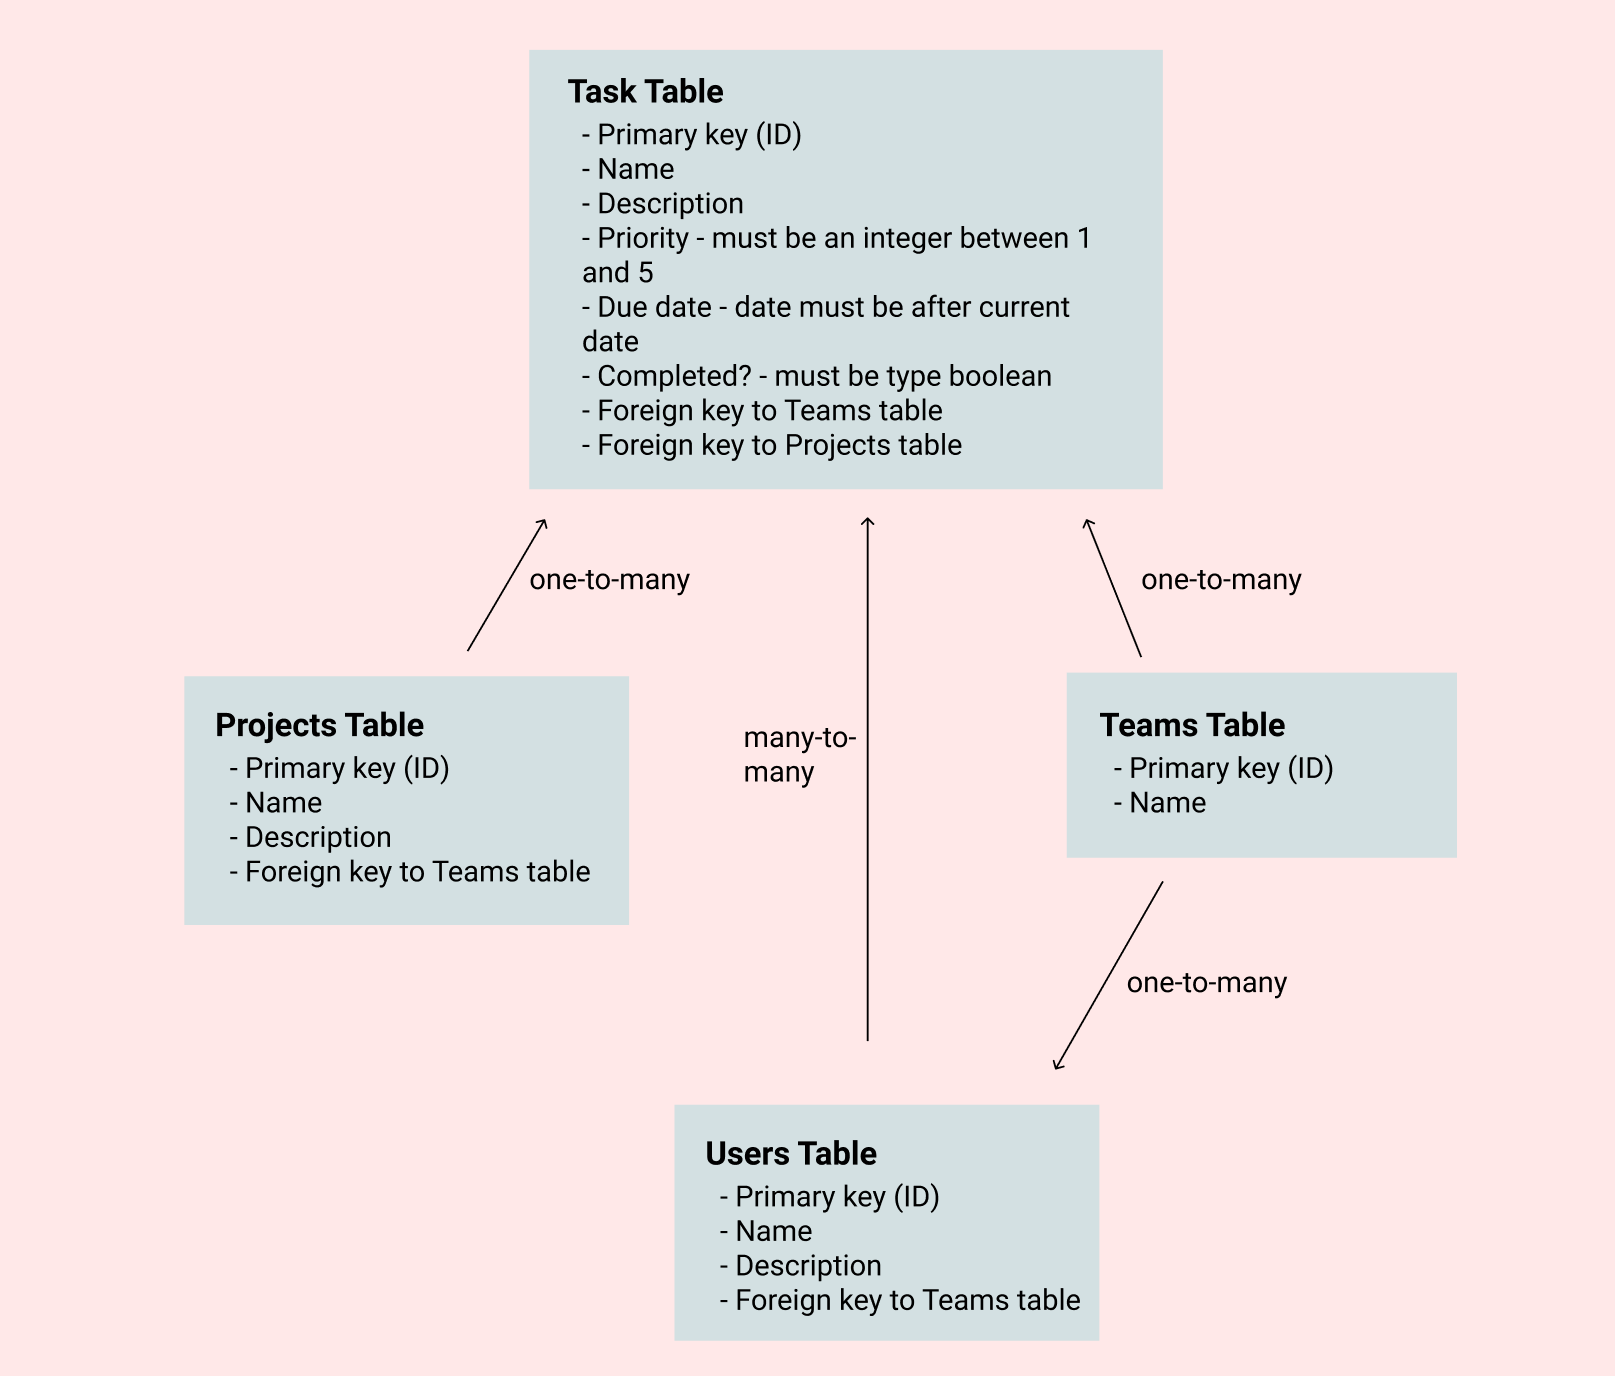 Task Table
- Primary key (ID)
- Name
- Description
- Priority - must be an integer between 1
and 5
- Due date - date must be after current
date
- Completed? - must be type boolean
- Foreign key to Teams table
- Foreign key to Projects table
one-to-many
one-to-many
Projects Table
- Primary key (ID)
- Name
- Description
- Foreign key to Teams table
many-to-
many
Teams Table
- Primary key (ID)
- Name
one-to-many
Users Table
- Primary key (ID)
- Name
- Description
- Foreign key to Teams table